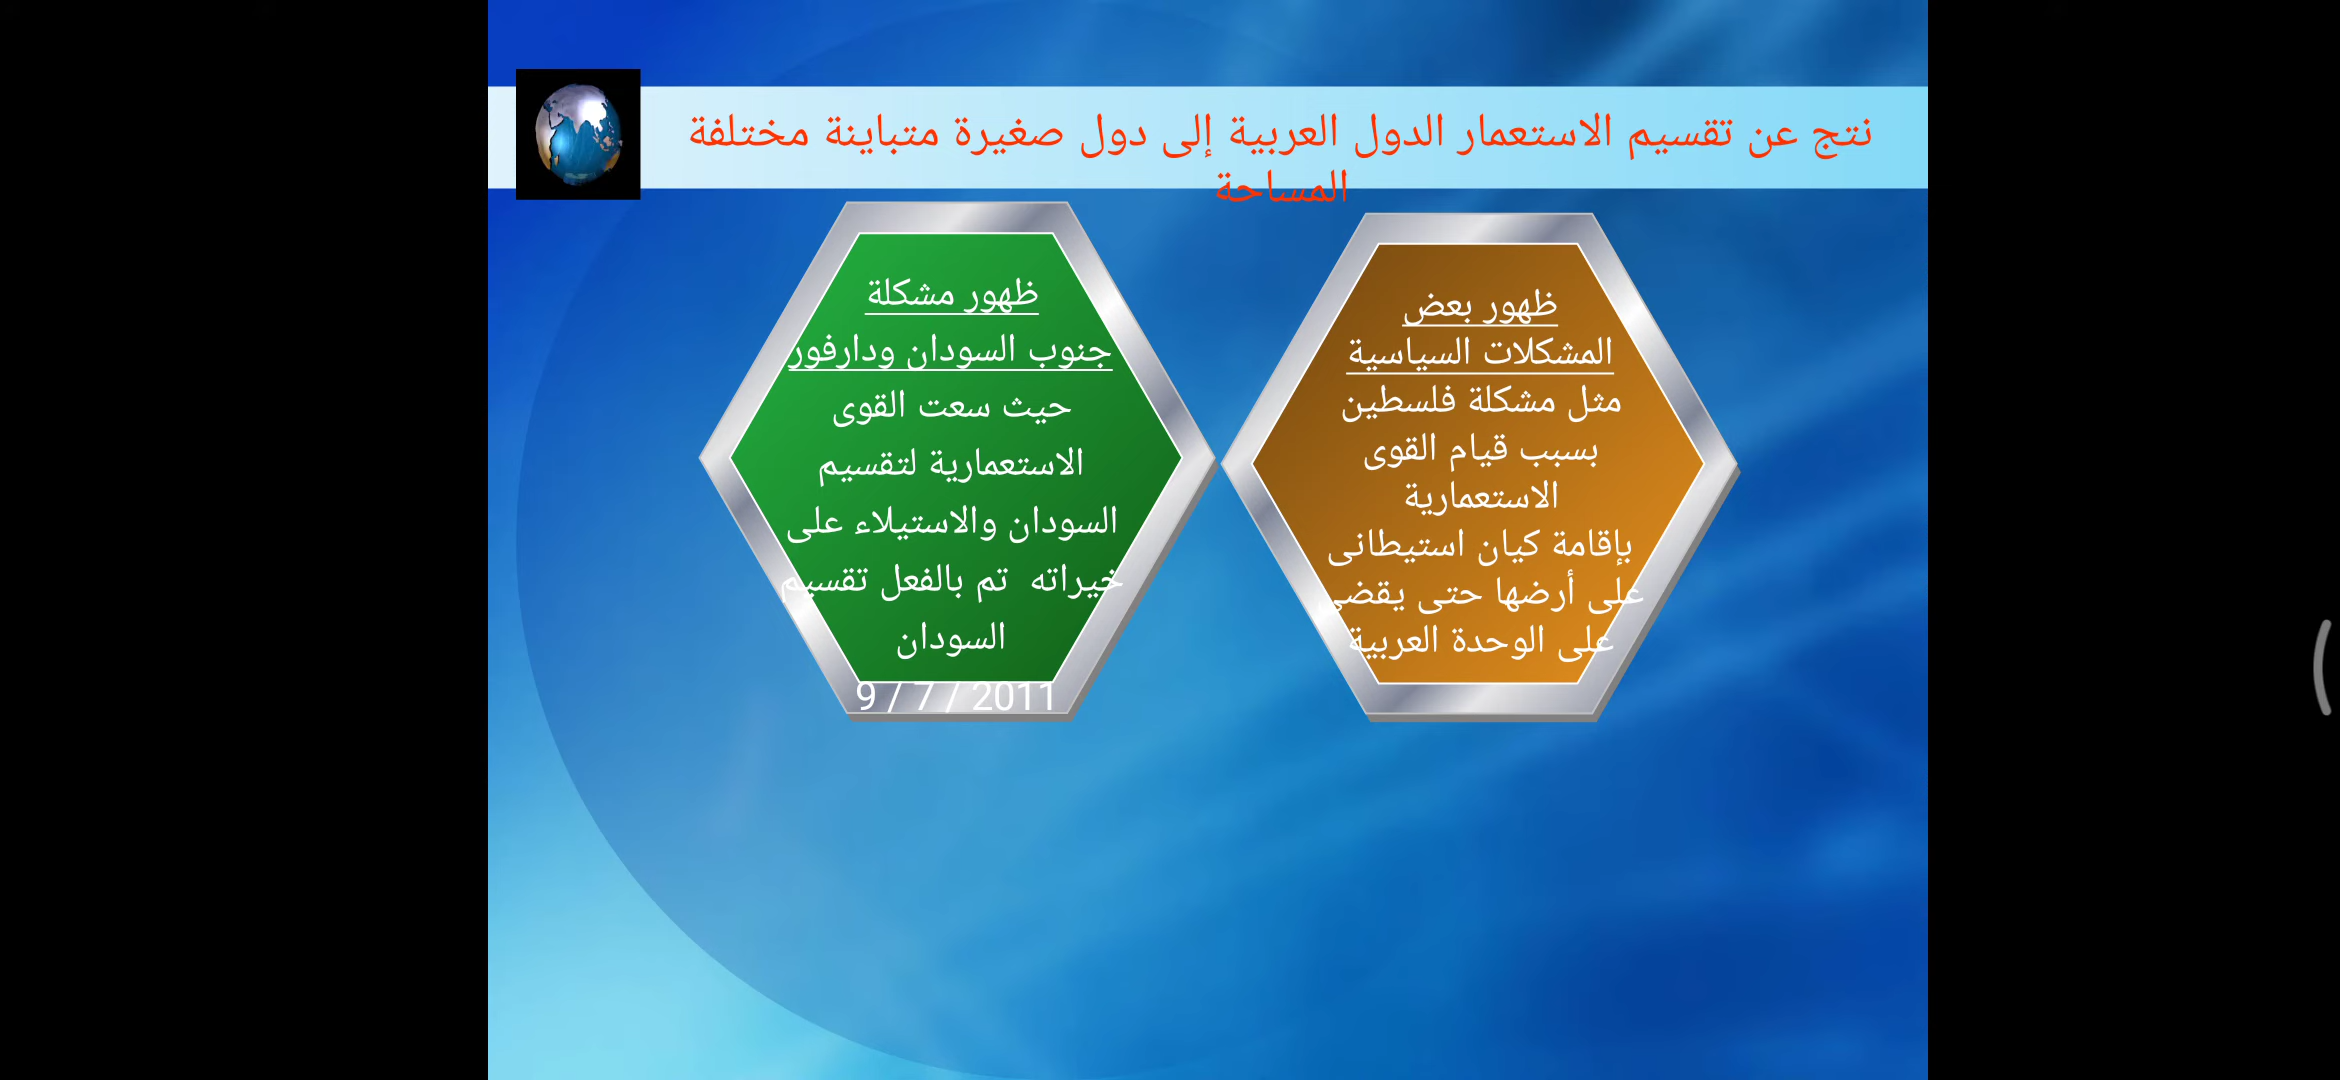 نتج عن تقسيم الاستعمار الدول العربية إلى دول صغيرة متباينة مختلفة
المساحة
ظهور بعض
المشكلات السياسية
مثل مشكلة فلسطين
بسبب قيام القوى
الاستعمارية
بإقامة كيان استيطانى
على أرضها حتى يقضى
على الوحدة العربية
ظهور مشكلة
جنوب السودان ودارفور
حيث سعت القوى
الاستعمارية لتقسيم
السودان والاستيلاء على
خيراته  تم بالفعل تقسيم
السودان
9 / 7 / 2011